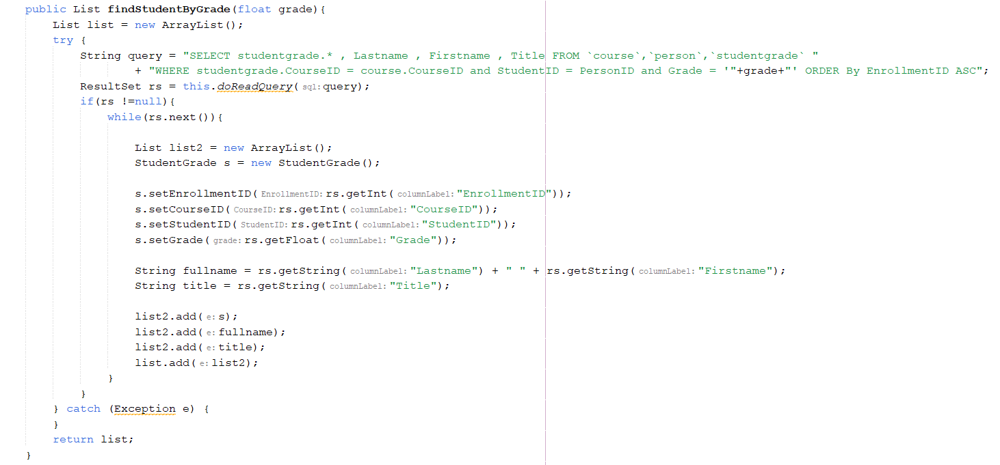 public List findStudentByGrade(float grade){
List list = new ArrayList();
try {
String query = "SELECT studentgrade.* , Lastname , Firstname , Title FROM `course`,`person`,`studentgrade` "
+ "WHERE studentgrade.CourseID = course.CourseID and StudentID = PersonID and Grade = '"+grade+"' ORDER By EnrollmentID ASC";
ResultSet rs = this.doReadQuery( sql: query);
if(rs !=null){
while(rs.next()){
List list2 = new ArrayList();
StudentGrade s = new StudentGrade();
s.setEnrollmentID( EnrollmentID: rs.getInt( columnLabel: "EnrollmentID"));
s.setCourseID( CourseID: rs.getInt( columnLabel: "CourseID"));
s.setStudentID( StudentID: rs.getInt( columnLabel: "StudentID"));
s.setGrade( grade: rs.getFloat( columnLabel: "Grade"));
String fullname = rs.getString( columnLabel: "Lastname") + " " + rs.getString( columnLabel: "Firstname");
String title = rs.getString( columnLabel: "Title");
list2.add( e: s);
list2.add( e: fullname);
list2.add( e: title);
list.add( e: list2);
}
}
} catch (Exception e) {
}
return list;
}